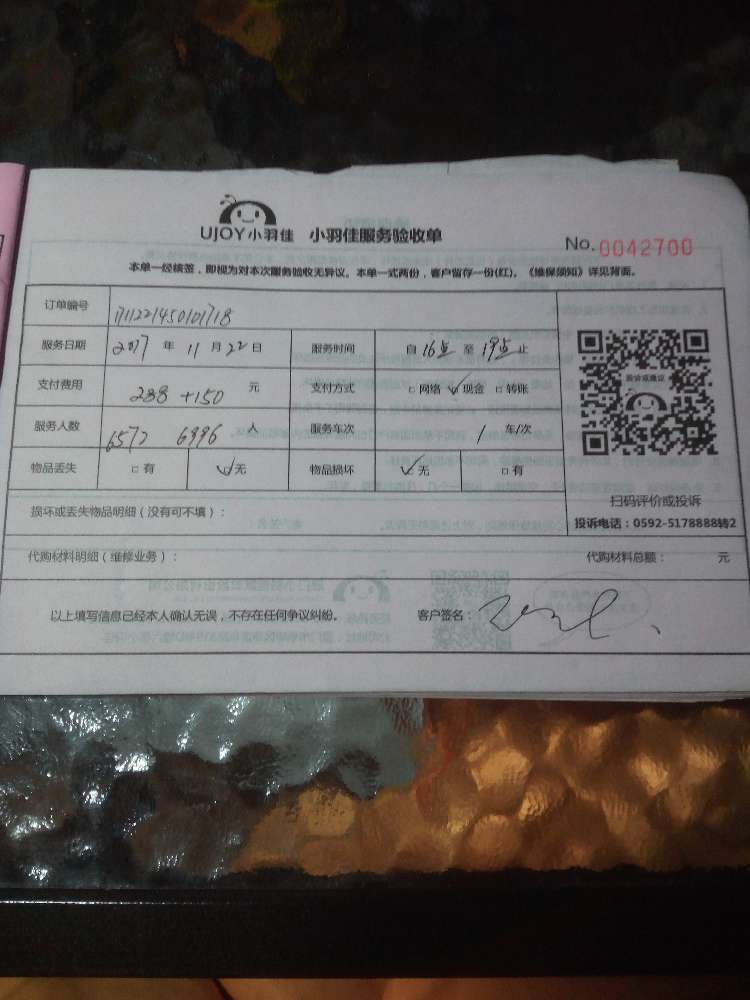 UJOY小羽佳 小羽佳服务验收单 No.0042700
本单一经核签，即视为对本次服务验收无异议。本单一式两份，客户留存一份(红)。《维保须知》详见背面。
订单编号 1711221450101718
服务日期 2017 年 11 月 22 日 服务时间 自 16点 至 19点 止
投诉或建议
支付费用 288 +150 元 支付方式 □ 网络 ☑ 现金 □ 转账
服务人数 6572 6996 人 服务车次 1 车/次
物品丢失 □ 有 ☑ 无 物品损坏 ☑ 无 □ 有
扫码评价或投诉
损坏或丢失物品明细（没有可不填）：
投诉电话：0592-5178888转2
代购材料明细（维修业务）： 代购材料总额： 元
以上填写信息已经本人确认无误，不存在任何争议纠纷。 客户签名：